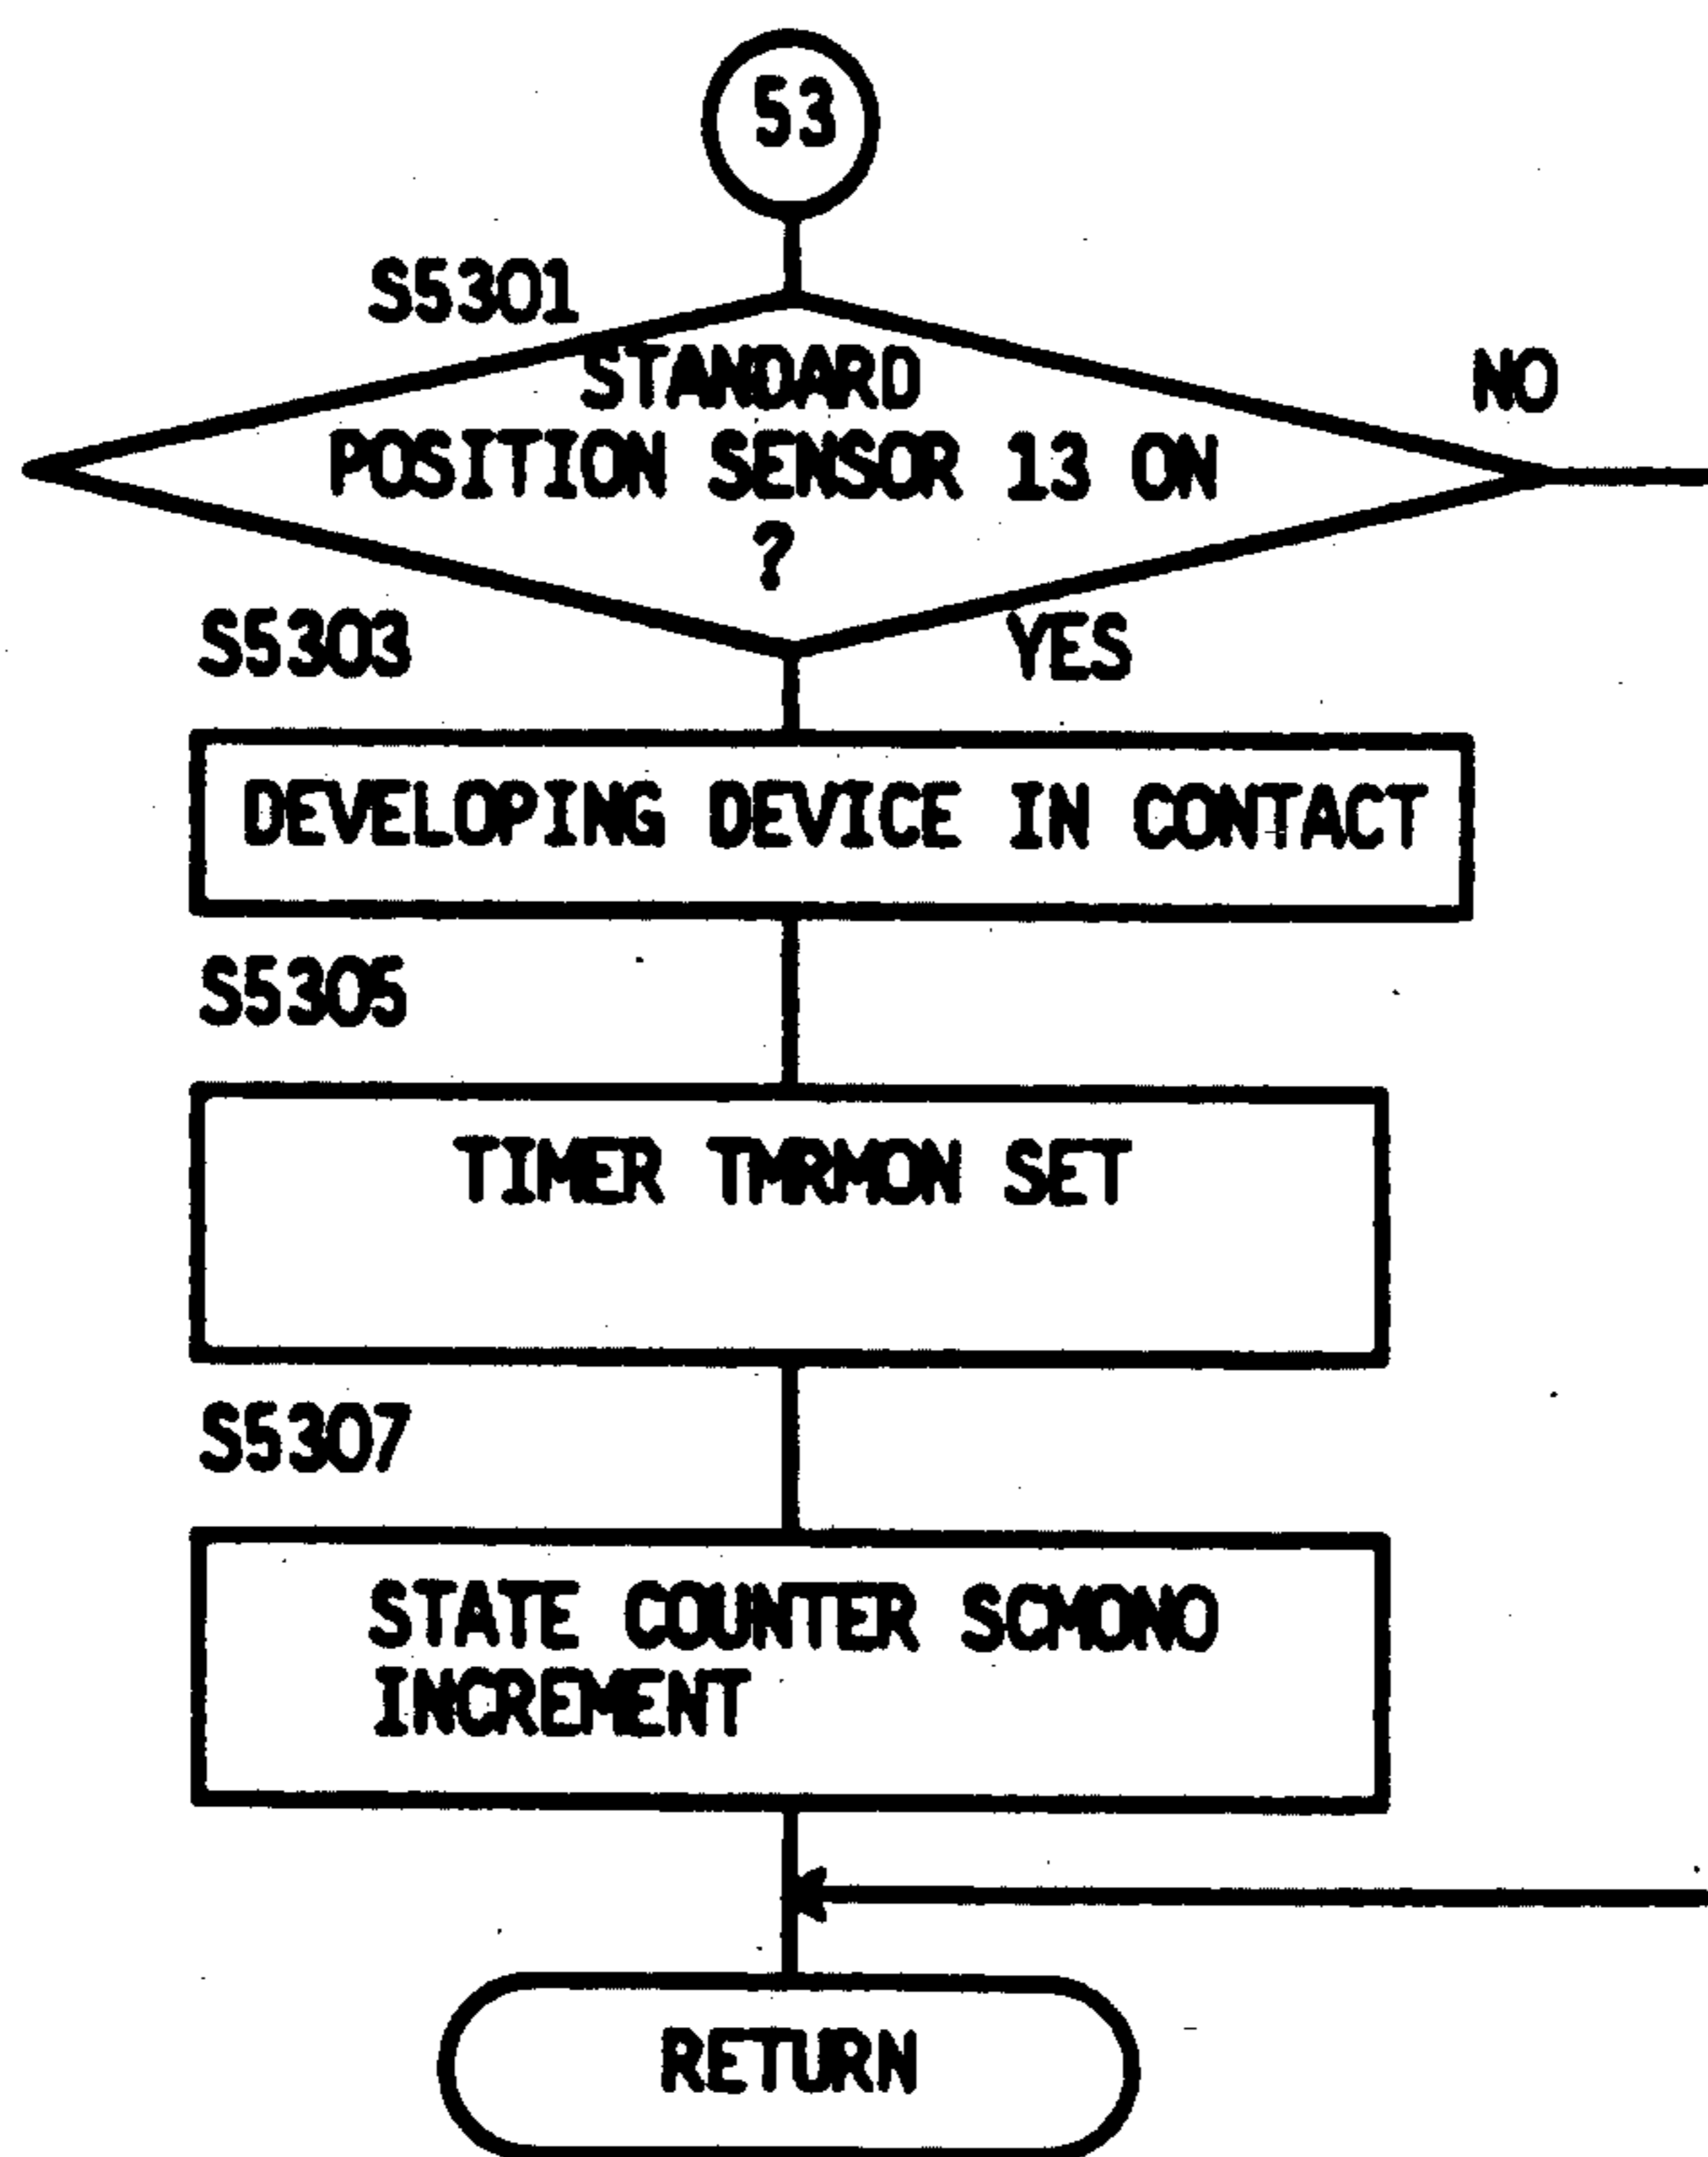 53
S5301
STANDARD
POSITION SENSOR 13 ON
?
NO
YES
S5303
DEVELOPING DEVICE IN CONTACT
S5305
TIMER TMRMON SET
S5307
STATE COUNTER SCMONO
INCREMENT
RETURN